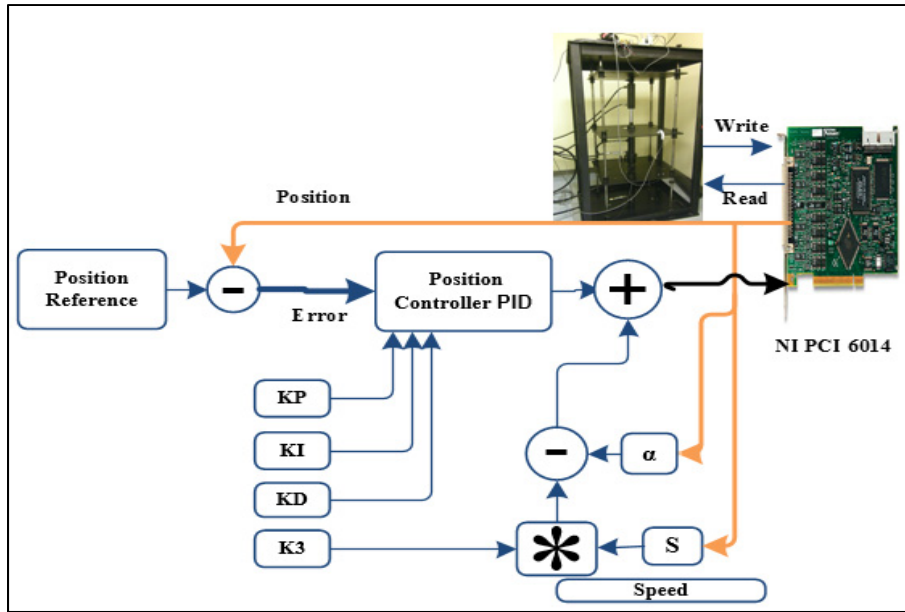 Write
Read
Position
Position
Reference
-
Error
Position
Controller PID
+
NI PCI 6014
KP
KI
KD
K3
-
α
*
S
Speed